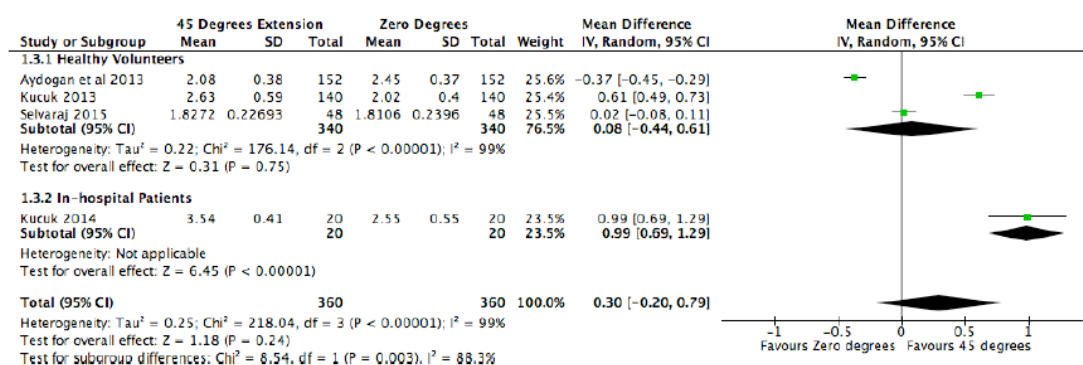 45 Degrees Extension Zero Degrees Mean Difference Mean Difference
Study or Subgroup Mean SD Total Mean SD Total Weight IV, Random, 95% CI IV, Random, 95% CI
1.3.1 Healthy Volunteers
Aydogan et al 2013 2.08 0.38 152 2.45 0.37 152 25.6% −0.37 [−0.45, −0.29]
Kucuk 2013 2.63 0.59 140 2.02 0.4 140 25.4% 0.61 [0.49, 0.73]
Selvaraj 2015 1.8272 0.22693 48 1.8106 0.2396 48 25.5% 0.02 [−0.08, 0.11]
Subtotal (95% CI) 340 340 76.5% 0.08 [−0.44, 0.61]
Heterogeneity: Tau² = 0.22; Chi² = 176.14, df = 2 (P < 0.00001); I² = 99%
Test for overall effect: Z = 0.31 (P = 0.75)
1.3.2 In−hospital Patients
Kucuk 2014 3.54 0.41 20 2.55 0.55 20 23.5% 0.99 [0.69, 1.29]
Subtotal (95% CI) 20 20 23.5% 0.99 [0.69, 1.29]
Heterogeneity: Not applicable
Test for overall effect: Z = 6.45 (P < 0.00001)
Total (95% CI) 360 360 100.0% 0.30 [−0.20, 0.79]
Heterogeneity: Tau² = 0.25; Chi² = 218.04, df = 3 (P < 0.00001); I² = 99%
Test for overall effect: Z = 1.18 (P = 0.24)
Test for subgroup differences: Chi² = 8.54, df = 1 (P = 0.003), I² = 88.3%
−1 −0.5 0 0.5 1
Favours Zero degrees Favours 45 degrees